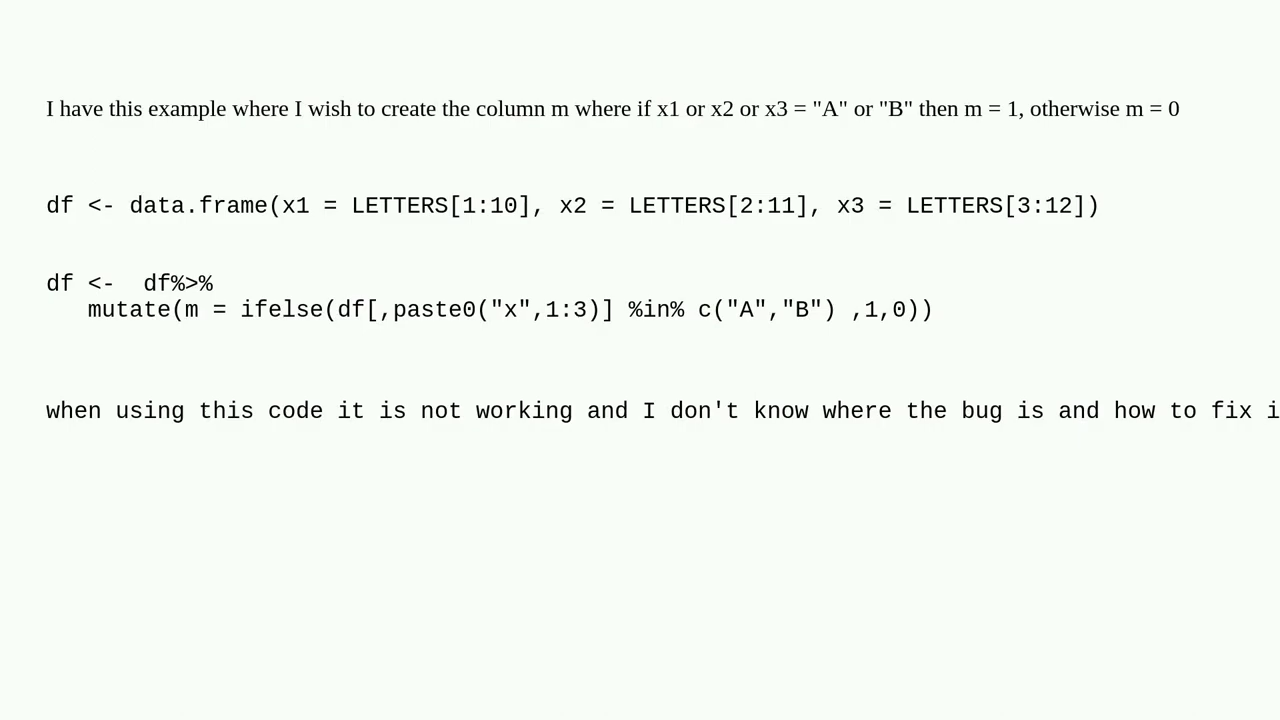 I have this example where I wish to create the column m where if x1 or x2 or x3 = "A" or "B" then m = 1, otherwise m = 0
df <- data.frame(x1 = LETTERS[1:10], x2 = LETTERS[2:11], x3 = LETTERS[3:12])
df <-  df%>%
   mutate(m = ifelse(df[,paste0("x",1:3)] %in% c("A","B") ,1,0))
when using this code it is not working and I don't know where the bug is and how to fix